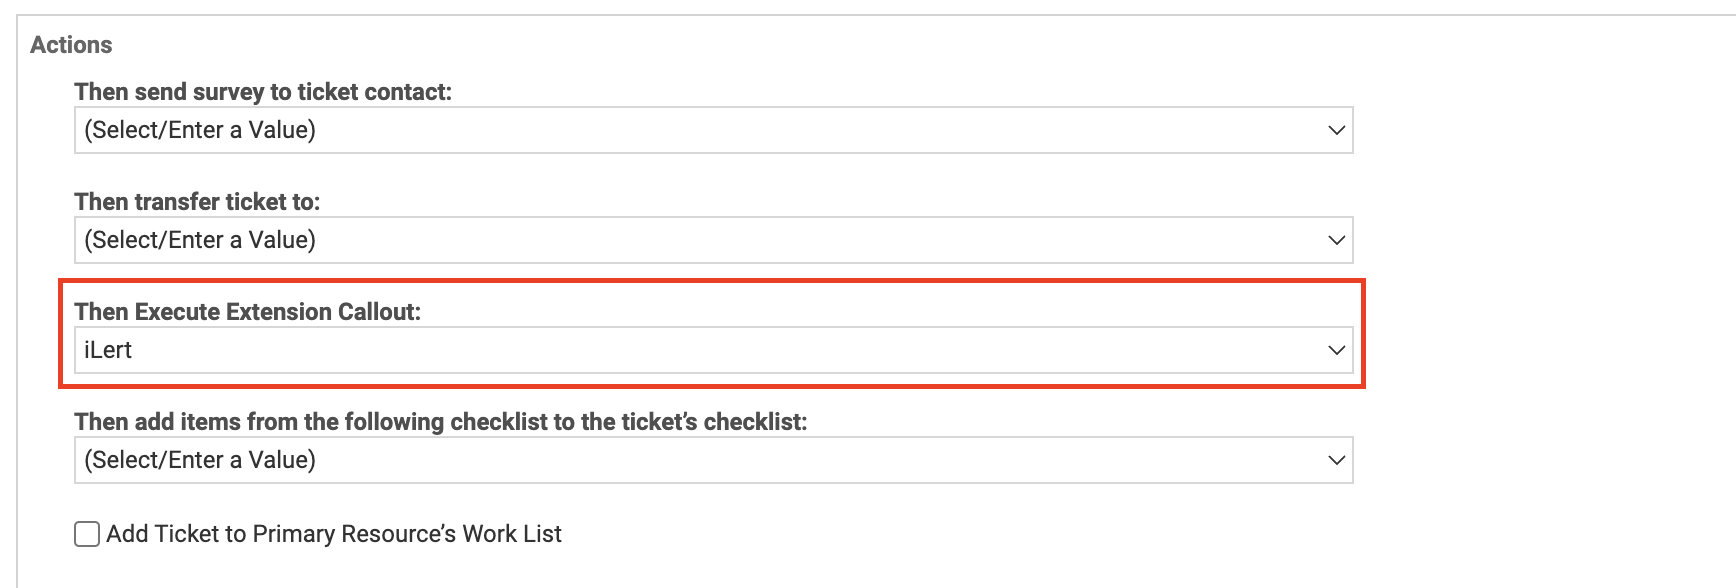 Actions
Then send survey to ticket contact:
(Select/Enter a Value)
Then transfer ticket to:
(Select/Enter a Value)
Then Execute Extension Callout:
iLert
Then add items from the following checklist to the ticket’s checklist:
(Select/Enter a Value)
Add Ticket to Primary Resource’s Work List